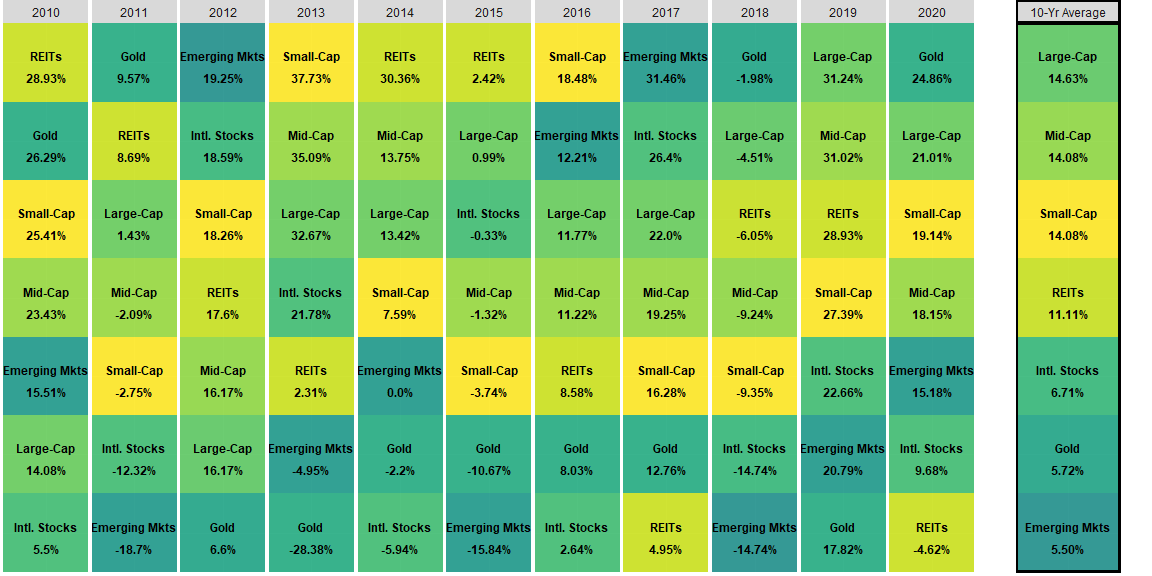 2010 2011 2012 2013 2014 2015 2016 2017 2018 2019 2020 10-Yr Average
REITs Gold Emerging Mkts Small-Cap REITs REITs Small-Cap Emerging Mkts Gold Large-Cap Gold Large-Cap
28.93% 9.57% 19.25% 37.73% 30.36% 2.42% 18.48% 31.46% -1.98% 31.24% 24.86% 14.63%
Gold REITs Intl. Stocks Mid-Cap Mid-Cap Large-Cap Emerging Mkts Intl. Stocks Large-Cap Mid-Cap Large-Cap Mid-Cap
26.29% 8.69% 18.59% 35.09% 13.75% 0.99% 12.21% 26.4% -4.51% 31.02% 21.01% 14.08%
Small-Cap Large-Cap Small-Cap Large-Cap Large-Cap Intl. Stocks Large-Cap Large-Cap REITs REITs Small-Cap Small-Cap
25.41% 1.43% 18.26% 32.67% 13.42% -0.33% 11.77% 22.0% -6.05% 28.93% 19.14% 14.08%
Mid-Cap Mid-Cap REITs Intl. Stocks Small-Cap Mid-Cap Mid-Cap Mid-Cap Mid-Cap Small-Cap Mid-Cap REITs
23.43% -2.09% 17.6% 21.78% 7.59% -1.32% 11.22% 19.25% -9.24% 27.39% 18.15% 11.11%
Emerging Mkts Small-Cap Mid-Cap REITs Emerging Mkts Small-Cap REITs Small-Cap Small-Cap Intl. Stocks Emerging Mkts Intl. Stocks
15.51% -2.75% 16.17% 2.31% 0.0% -3.74% 8.58% 16.28% -9.35% 22.66% 15.18% 6.71%
Large-Cap Intl. Stocks Large-Cap Emerging Mkts Gold Gold Gold Gold Intl. Stocks Emerging Mkts Intl. Stocks Gold
14.08% -12.32% 16.17% -4.95% -2.2% -10.67% 8.03% 12.76% -14.74% 20.79% 9.68% 5.72%
Intl. Stocks Emerging Mkts Gold Gold Intl. Stocks Emerging Mkts Intl. Stocks REITs Emerging Mkts Gold REITs Emerging Mkts
5.5% -18.7% 6.6% -28.38% -5.94% -15.84% 2.64% 4.95% -14.74% 17.82% -4.62% 5.50%